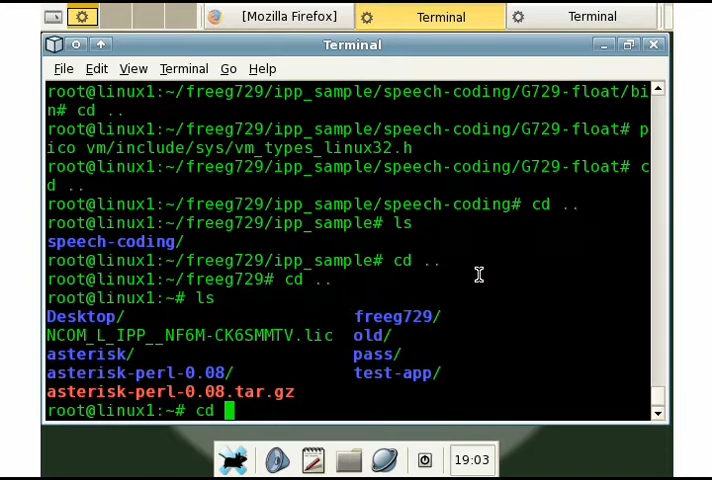 [Mozilla Firefox]
Terminal
Terminal
Terminal
File Edit View Terminal Go Help
root@linux1:~/freeg729/ipp_sample/speech-coding/G729-float/bi
n# cd ..
root@linux1:~/freeg729/ipp_sample/speech-coding/G729-float# p
ico vm/include/sys/vm_types_linux32.h
root@linux1:~/freeg729/ipp_sample/speech-coding/G729-float# c
d ..
root@linux1:~/freeg729/ipp_sample/speech-coding# cd ..
root@linux1:~/freeg729/ipp_sample# ls
speech-coding/
root@linux1:~/freeg729/ipp_sample# cd ..
root@linux1:~/freeg729# cd ..
root@linux1:~# ls
Desktop/ freeg729/
NCOM_L_IPP__NF6M-CK6SMMTV.lic old/
asterisk/ pass/
asterisk-perl-0.08/ test-app/
asterisk-perl-0.08.tar.gz
root@linux1:~# cd
19:03